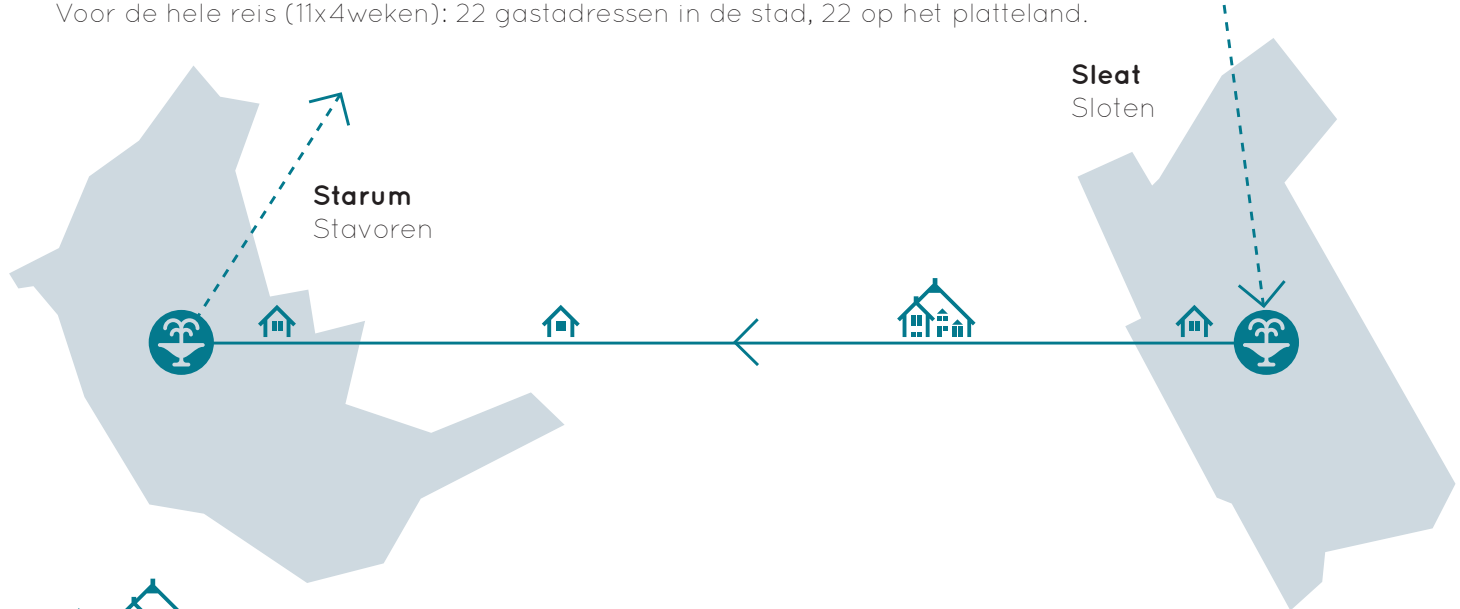 Voor de hele reis (11x4weken): 22 gastadressen in de stad, 22 op het platteland.
Sleat
Sloten
Starum
Stavoren